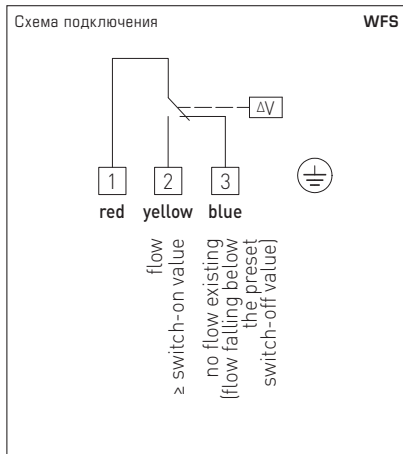 Схема подключения
WFS
ΔV
1
2
3
red
yellow
blue
flow
≥ switch-on value
no flow existing
(flow falling below
the preset
switch-off value)